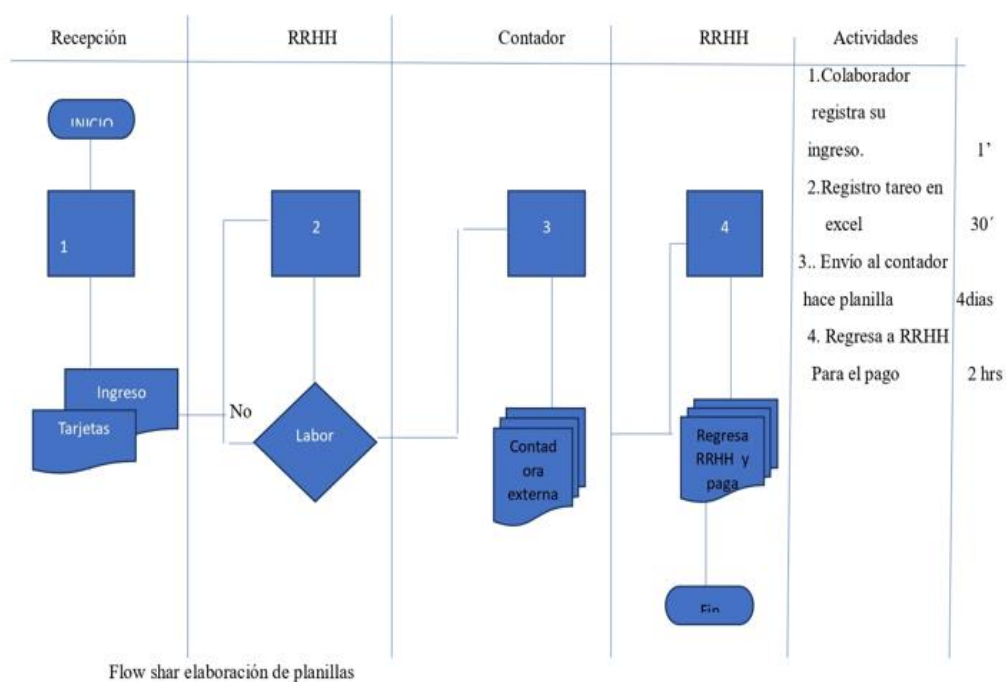 Recepción
RRHH
Contador
RRHH
Actividades
INICIO
1
2
3
4
Ingreso
Tarjetas
No
Labor
Contad
ora
externa
Regresa
RRHH y
paga
Fin
1.Colaborador
registra su
ingreso. 1’
2.Registro tareo en
excel 30´
3.. Envío al contador
hace planilla 4dias
4. Regresa a RRHH
Para el pago 2 hrs
Flow shar elaboración de planillas